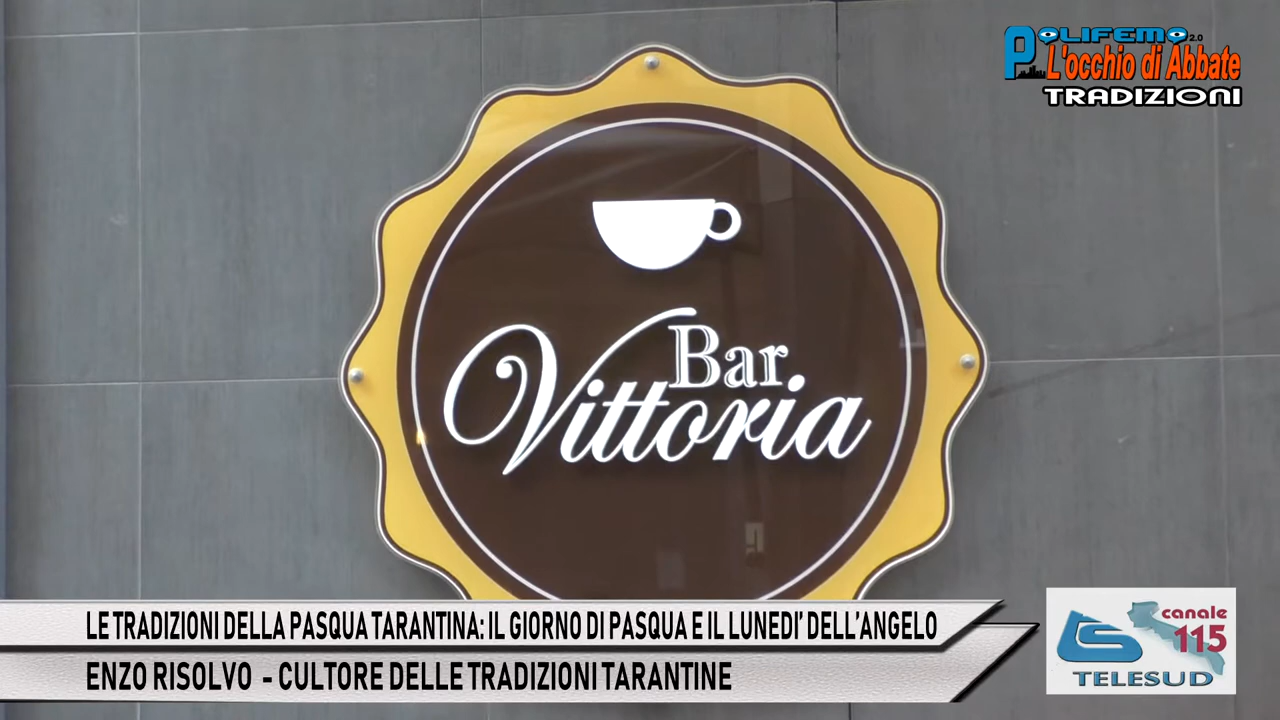 POLIFEMO 2.0
L'occhio di Abbate
TRADIZIONI
Bar
Vittoria
LE TRADIZIONI DELLA PASQUA TARANTINA: IL GIORNO DI PASQUA E IL LUNEDI' DELL'ANGELO
ENZO RISOLVO - CULTORE DELLE TRADIZIONI TARANTINE
canale
115
TELESUD